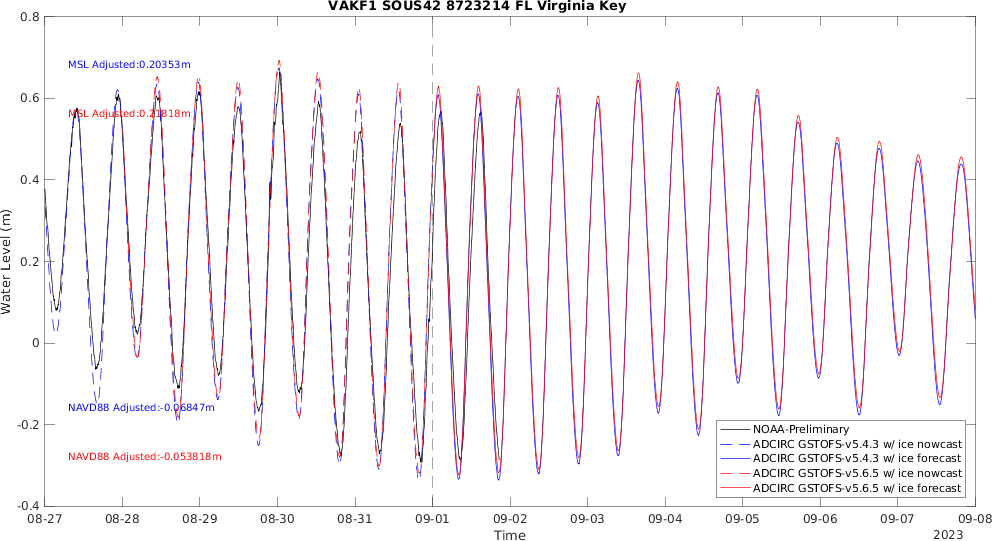 VAKF1 SOUS42 8723214 FL Virginia Key
0.8
0.6
0.4
0.2
0
-0.2
-0.4
Water Level (m)
MSL Adjusted:0.20353m
MSL Adjusted:0.21818m
NAVD88 Adjusted:-0.06847m
NAVD88 Adjusted:-0.053818m
NOAA-Preliminary
ADCIRC GSTOFS-v5.4.3 w/ ice nowcast
ADCIRC GSTOFS-v5.4.3 w/ ice forecast
ADCIRC GSTOFS-v5.6.5 w/ ice nowcast
ADCIRC GSTOFS-v5.6.5 w/ ice forecast
08-27 08-28 08-29 08-30 08-31 09-01 09-02 09-03 09-04 09-05 09-06 09-07 09-08
Time
2023